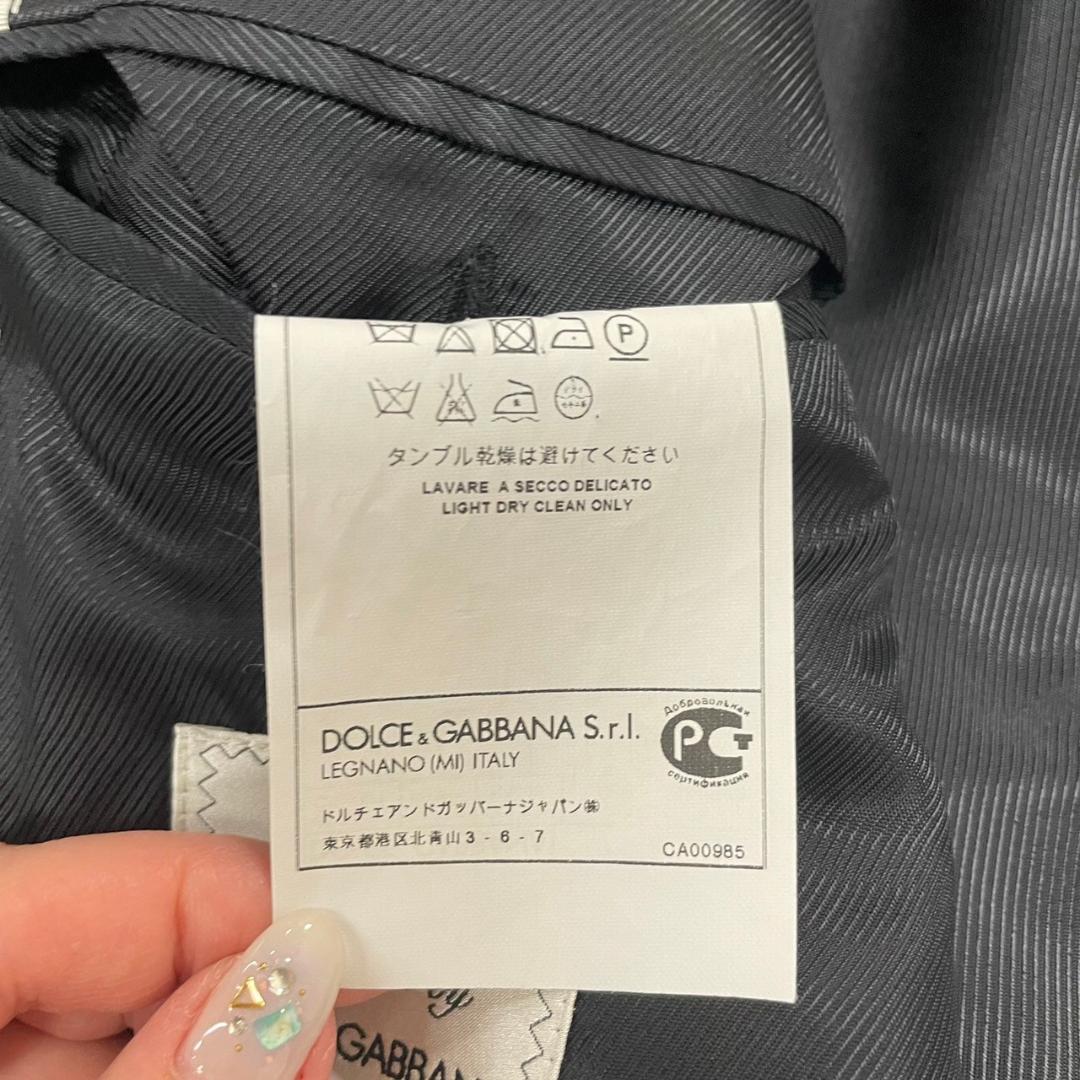 P
タンブル乾燥は避けてください
LAVARE A SECCO DELICATO
LIGHT DRY CLEAN ONLY
DOLCE & GABBANA S.r.l.
LEGNANO (MI) ITALY
Добровольная
РСТ
сертификация
ドルチェアンドガッバーナジャパン㈱
東京都港区北青山3-6-7
CA00985
GABBAN